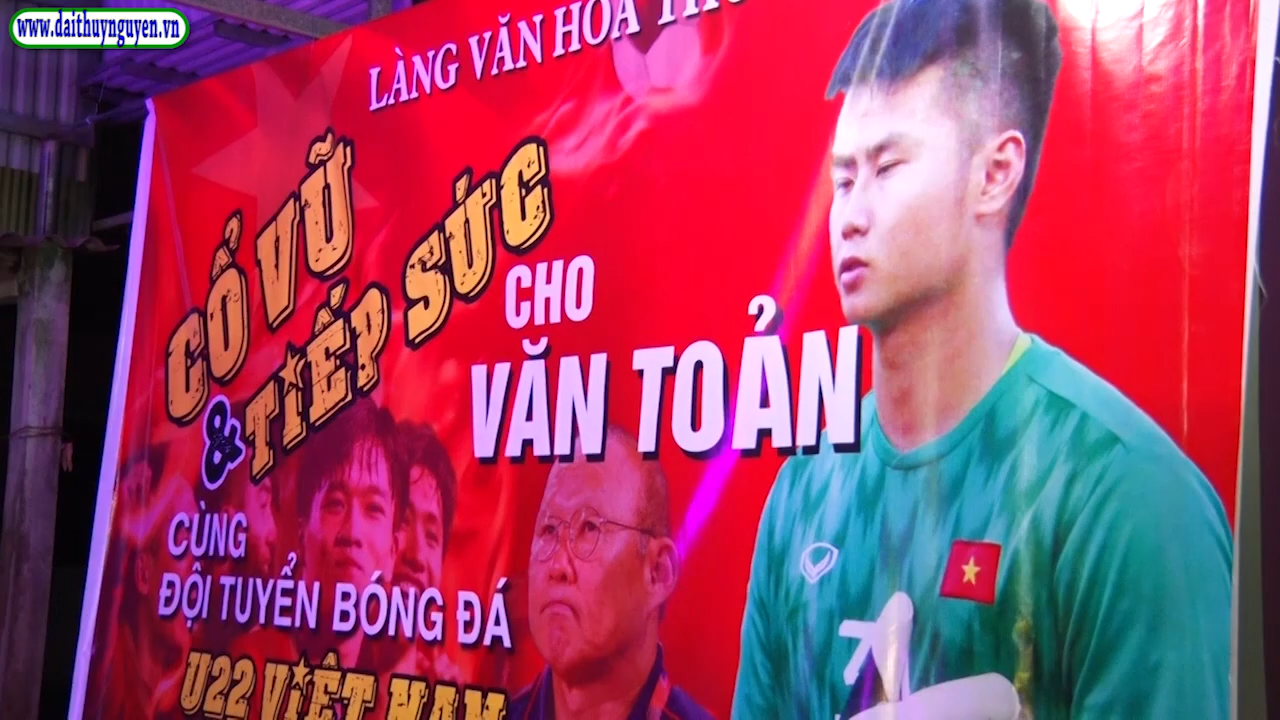 www.daithuynguyen.vn
LÀNG VĂN HÓA
CỔ VŨ
& TIẾP SỨC
CHO
VĂN TOẢN
CÙNG
ĐỘI TUYỂN BÓNG ĐÁ
U22 VIỆT NAM